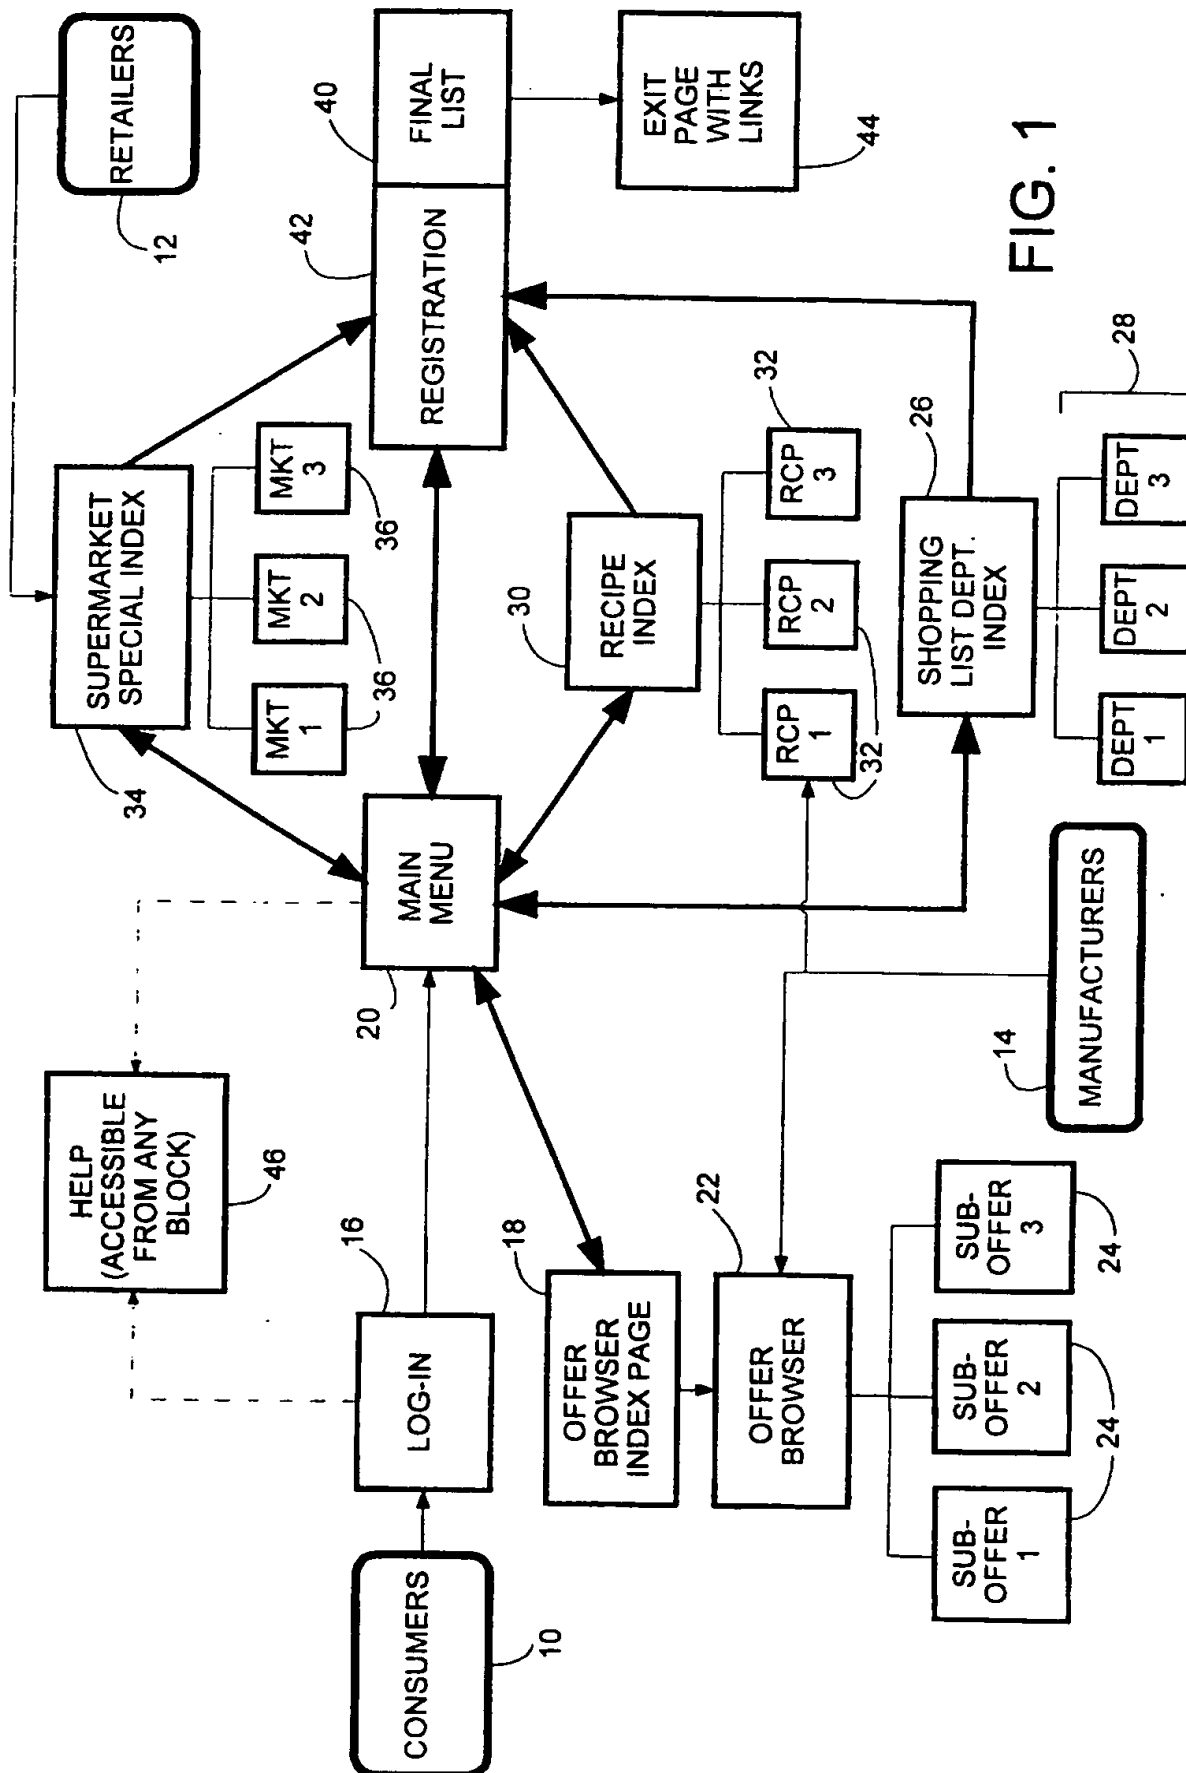 HELP
(ACCESSIBLE
FROM ANY
BLOCK)
46
SUPERMARKET
SPECIAL INDEX
34
RETAILERS
12
MKT
1
MKT
2
MKT
3
36
36
CONSUMERS
10
LOG-IN
16
MAIN
MENU
20
REGISTRATION
42
FINAL
LIST
40
OFFER
BROWSER
INDEX PAGE
18
RECIPE
INDEX
30
EXIT
PAGE
WITH
LINKS
44
OFFER
BROWSER
22
RCP
1
RCP
2
RCP
3
32
32
SUB-
OFFER
1
SUB-
OFFER
2
SUB-
OFFER
3
24
24
SHOPPING
LIST DEPT.
INDEX
26
MANUFACTURERS
14
DEPT
1
DEPT
2
DEPT
3
28
FIG. 1